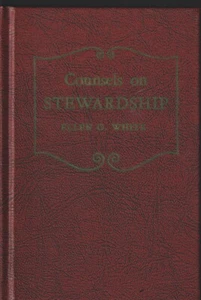 Counsels on
STEWARDSHIP
ELLEN G. WHITE